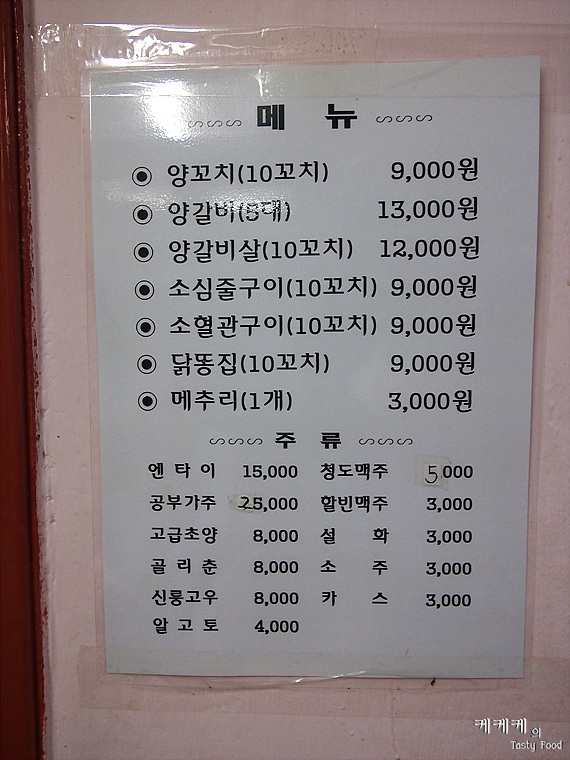 메 뉴
양꼬치(10꼬치) 9,000원
양갈비(8대) 13,000원
양갈비살(10꼬치) 12,000원
소심줄구이(10꼬치) 9,000원
소혈관구이(10꼬치) 9,000원
닭똥집(10꼬치) 9,000원
메추리(1개) 3,000원
주 류
엔 타 이 15,000 청도맥주 5000
공부가주 25,000 할빈맥주 3,000
고급초양 8,000 설 화 3,000
골 리 춘 8,000 소 주 3,000
신룽고우 8,000 카 스 3,000
알 고 토 4,000
케케케의
Tasty Food